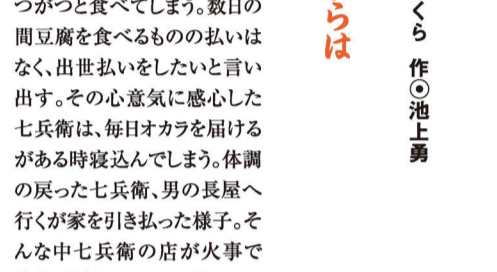 くら 作◉池上勇
らは
つがつと食べてしまう。数日の
間豆腐を食べるものの払いは
なく、出世払いをしたいと言い
出す。その心意気に感心した
七兵衛は、毎日オカラを届ける
がある時寝込んでしまう。体調
の戻った七兵衛、男の長屋へ
行くが家を引き払った様子。そ
んな中七兵衛の店が火事で